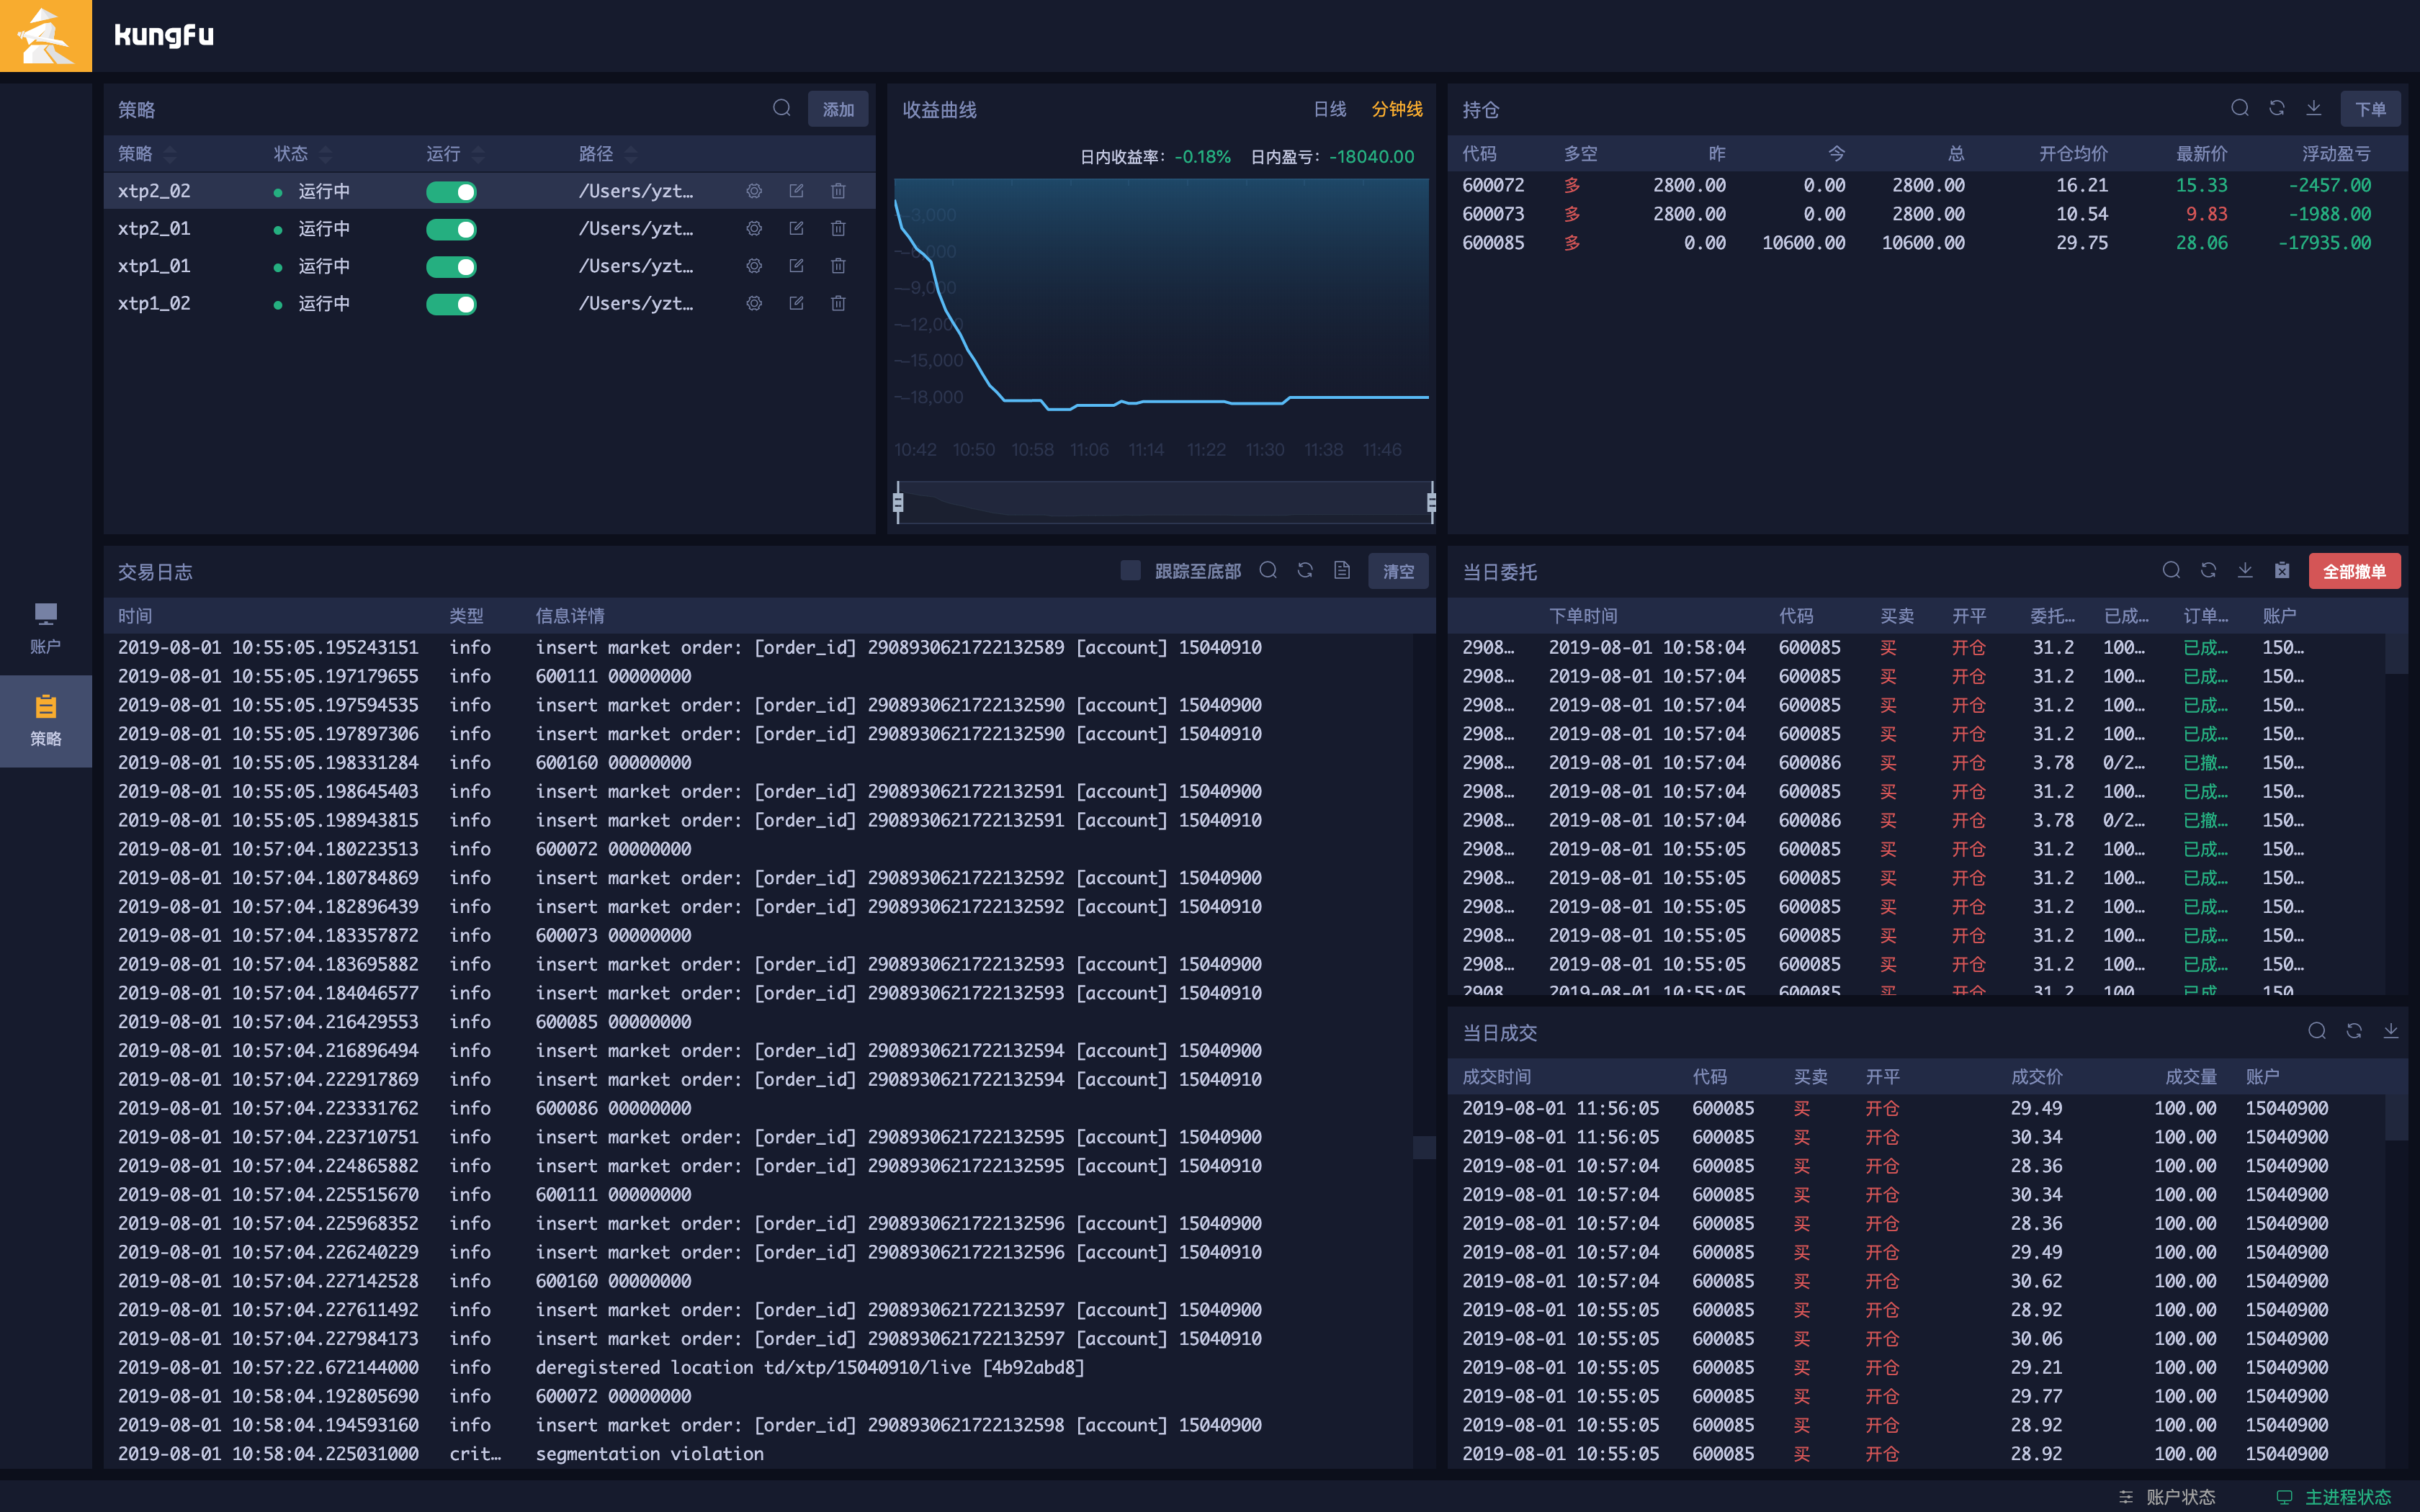 kungfu
策略 添加
策略 状态 运行 路径
xtp2_02 运行中 /Users/yzt...
xtp2_01 运行中 /Users/yzt...
xtp1_01 运行中 /Users/yzt...
xtp1_02 运行中 /Users/yzt...
收益曲线 日线 分钟线
日内收益率: -0.18% 日内盈亏: -18040.00
-3,000
-6,000
-9,000
-12,000
-15,000
-18,000
10:42 10:50 10:58 11:06 11:14 11:22 11:30 11:38 11:46
持仓 下单
代码 多空 昨 今 总 开仓均价 最新价 浮动盈亏
600072 多 2800.00 0.00 2800.00 16.21 15.33 -2457.00
600073 多 2800.00 0.00 2800.00 10.54 9.83 -1988.00
600085 多 0.00 10600.00 10600.00 29.75 28.06 -17935.00
账户
策略
交易日志 跟踪至底部 清空
时间 类型 信息详情
2019-08-01 10:55:05.195243151 info insert market order: [order_id] 2908930621722132589 [account] 15040910
2019-08-01 10:55:05.197179655 info 600111 00000000
2019-08-01 10:55:05.197594535 info insert market order: [order_id] 2908930621722132590 [account] 15040900
2019-08-01 10:55:05.197897306 info insert market order: [order_id] 2908930621722132590 [account] 15040910
2019-08-01 10:55:05.198331284 info 600160 00000000
2019-08-01 10:55:05.198645403 info insert market order: [order_id] 2908930621722132591 [account] 15040900
2019-08-01 10:55:05.198943815 info insert market order: [order_id] 2908930621722132591 [account] 15040910
2019-08-01 10:57:04.180223513 info 600072 00000000
2019-08-01 10:57:04.180784869 info insert market order: [order_id] 2908930621722132592 [account] 15040900
2019-08-01 10:57:04.182896439 info insert market order: [order_id] 2908930621722132592 [account] 15040910
2019-08-01 10:57:04.183357872 info 600073 00000000
2019-08-01 10:57:04.183695882 info insert market order: [order_id] 2908930621722132593 [account] 15040900
2019-08-01 10:57:04.184046577 info insert market order: [order_id] 2908930621722132593 [account] 15040910
2019-08-01 10:57:04.216429553 info 600085 00000000
2019-08-01 10:57:04.216896494 info insert market order: [order_id] 2908930621722132594 [account] 15040900
2019-08-01 10:57:04.222917869 info insert market order: [order_id] 2908930621722132594 [account] 15040910
2019-08-01 10:57:04.223331762 info 600086 00000000
2019-08-01 10:57:04.223710751 info insert market order: [order_id] 2908930621722132595 [account] 15040900
2019-08-01 10:57:04.224865882 info insert market order: [order_id] 2908930621722132595 [account] 15040910
2019-08-01 10:57:04.225515670 info 600111 00000000
2019-08-01 10:57:04.225968352 info insert market order: [order_id] 2908930621722132596 [account] 15040900
2019-08-01 10:57:04.226240229 info insert market order: [order_id] 2908930621722132596 [account] 15040910
2019-08-01 10:57:04.227142528 info 600160 00000000
2019-08-01 10:57:04.227611492 info insert market order: [order_id] 2908930621722132597 [account] 15040900
2019-08-01 10:57:04.227984173 info insert market order: [order_id] 2908930621722132597 [account] 15040910
2019-08-01 10:57:22.672144000 info deregistered location td/xtp/15040910/live [4b92abd8]
2019-08-01 10:58:04.192805690 info 600072 00000000
2019-08-01 10:58:04.194593160 info insert market order: [order_id] 2908930621722132598 [account] 15040900
2019-08-01 10:58:04.225031000 crit... segmentation violation
当日委托 全部撤单
下单时间 代码 买卖 开平 委托... 已成... 订单... 账户
2908... 2019-08-01 10:58:04 600085 买 开仓 31.2 100... 已成... 150...
2908... 2019-08-01 10:57:04 600085 买 开仓 31.2 100... 已成... 150...
2908... 2019-08-01 10:57:04 600085 买 开仓 31.2 100... 已成... 150...
2908... 2019-08-01 10:57:04 600085 买 开仓 31.2 100... 已成... 150...
2908... 2019-08-01 10:57:04 600086 买 开仓 3.78 0/2... 已撤... 150...
2908... 2019-08-01 10:57:04 600085 买 开仓 31.2 100... 已成... 150...
2908... 2019-08-01 10:57:04 600086 买 开仓 3.78 0/2... 已撤... 150...
2908... 2019-08-01 10:55:05 600085 买 开仓 31.2 100... 已成... 150...
2908... 2019-08-01 10:55:05 600085 买 开仓 31.2 100... 已成... 150...
2908... 2019-08-01 10:55:05 600085 买 开仓 31.2 100... 已成... 150...
2908... 2019-08-01 10:55:05 600085 买 开仓 31.2 100... 已成... 150...
2908... 2019-08-01 10:55:05 600085 买 开仓 31.2 100... 已成... 150...
2908 2019-08-01 10:55:05 600085 买 开仓 31.2 100 已成 150
当日成交
成交时间 代码 买卖 开平 成交价 成交量 账户
2019-08-01 11:56:05 600085 买 开仓 29.49 100.00 15040900
2019-08-01 11:56:05 600085 买 开仓 30.34 100.00 15040900
2019-08-01 10:57:04 600085 买 开仓 28.36 100.00 15040900
2019-08-01 10:57:04 600085 买 开仓 30.34 100.00 15040900
2019-08-01 10:57:04 600085 买 开仓 28.36 100.00 15040900
2019-08-01 10:57:04 600085 买 开仓 29.49 100.00 15040900
2019-08-01 10:57:04 600085 买 开仓 30.62 100.00 15040900
2019-08-01 10:55:05 600085 买 开仓 28.92 100.00 15040900
2019-08-01 10:55:05 600085 买 开仓 30.06 100.00 15040900
2019-08-01 10:55:05 600085 买 开仓 29.21 100.00 15040900
2019-08-01 10:55:05 600085 买 开仓 29.77 100.00 15040900
2019-08-01 10:55:05 600085 买 开仓 28.92 100.00 15040900
2019-08-01 10:55:05 600085 买 开仓 28.92 100.00 15040900
账户状态 主进程状态